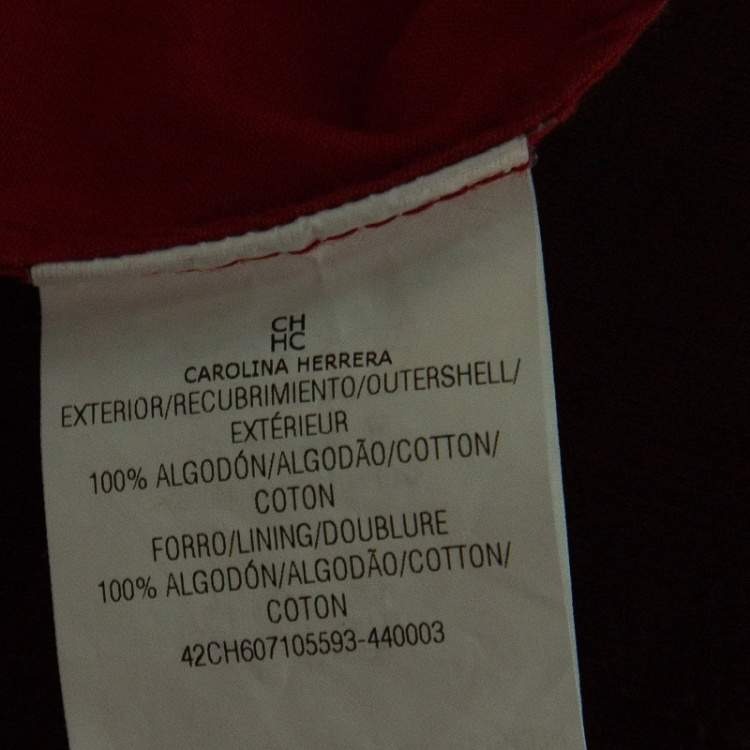 CH
HC
CAROLINA HERRERA
EXTERIOR/RECUBRIMIENTO/OUTERSHELL/
EXTÉRIEUR
100% ALGODÓN/ALGODÃO/COTTON/
COTON
FORRO/LINING/DOUBLURE
100% ALGODÓN/ALGODÃO/COTTON/
COTON
42CH607105593-440003